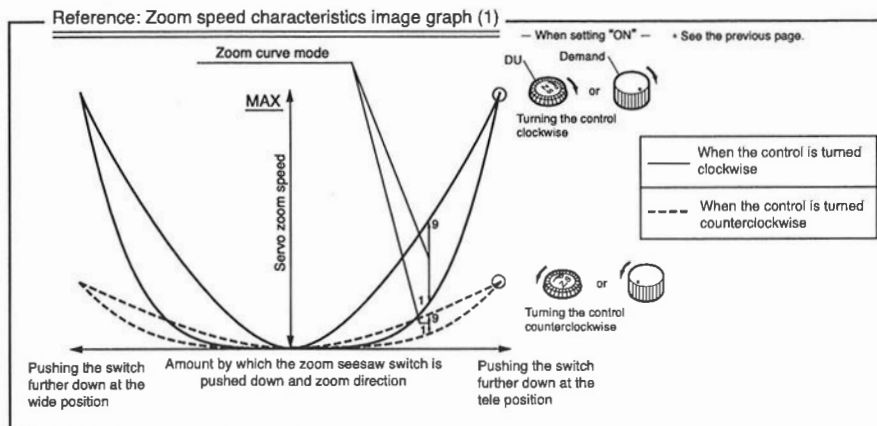 Reference: Zoom speed characteristics image graph (1)
— When setting "ON" —
* See the previous page.
Zoom curve mode
DU
Demand
or
MAX
Turning the control
clockwise
Servo zoom speed
When the control is turned
clockwise
When the control is turned
counterclockwise
9
1
9
1
or
Turning the control
counterclockwise
Pushing the switch
further down at the
wide position
Amount by which the zoom seesaw switch is
pushed down and zoom direction
Pushing the switch
further down at the
tele position